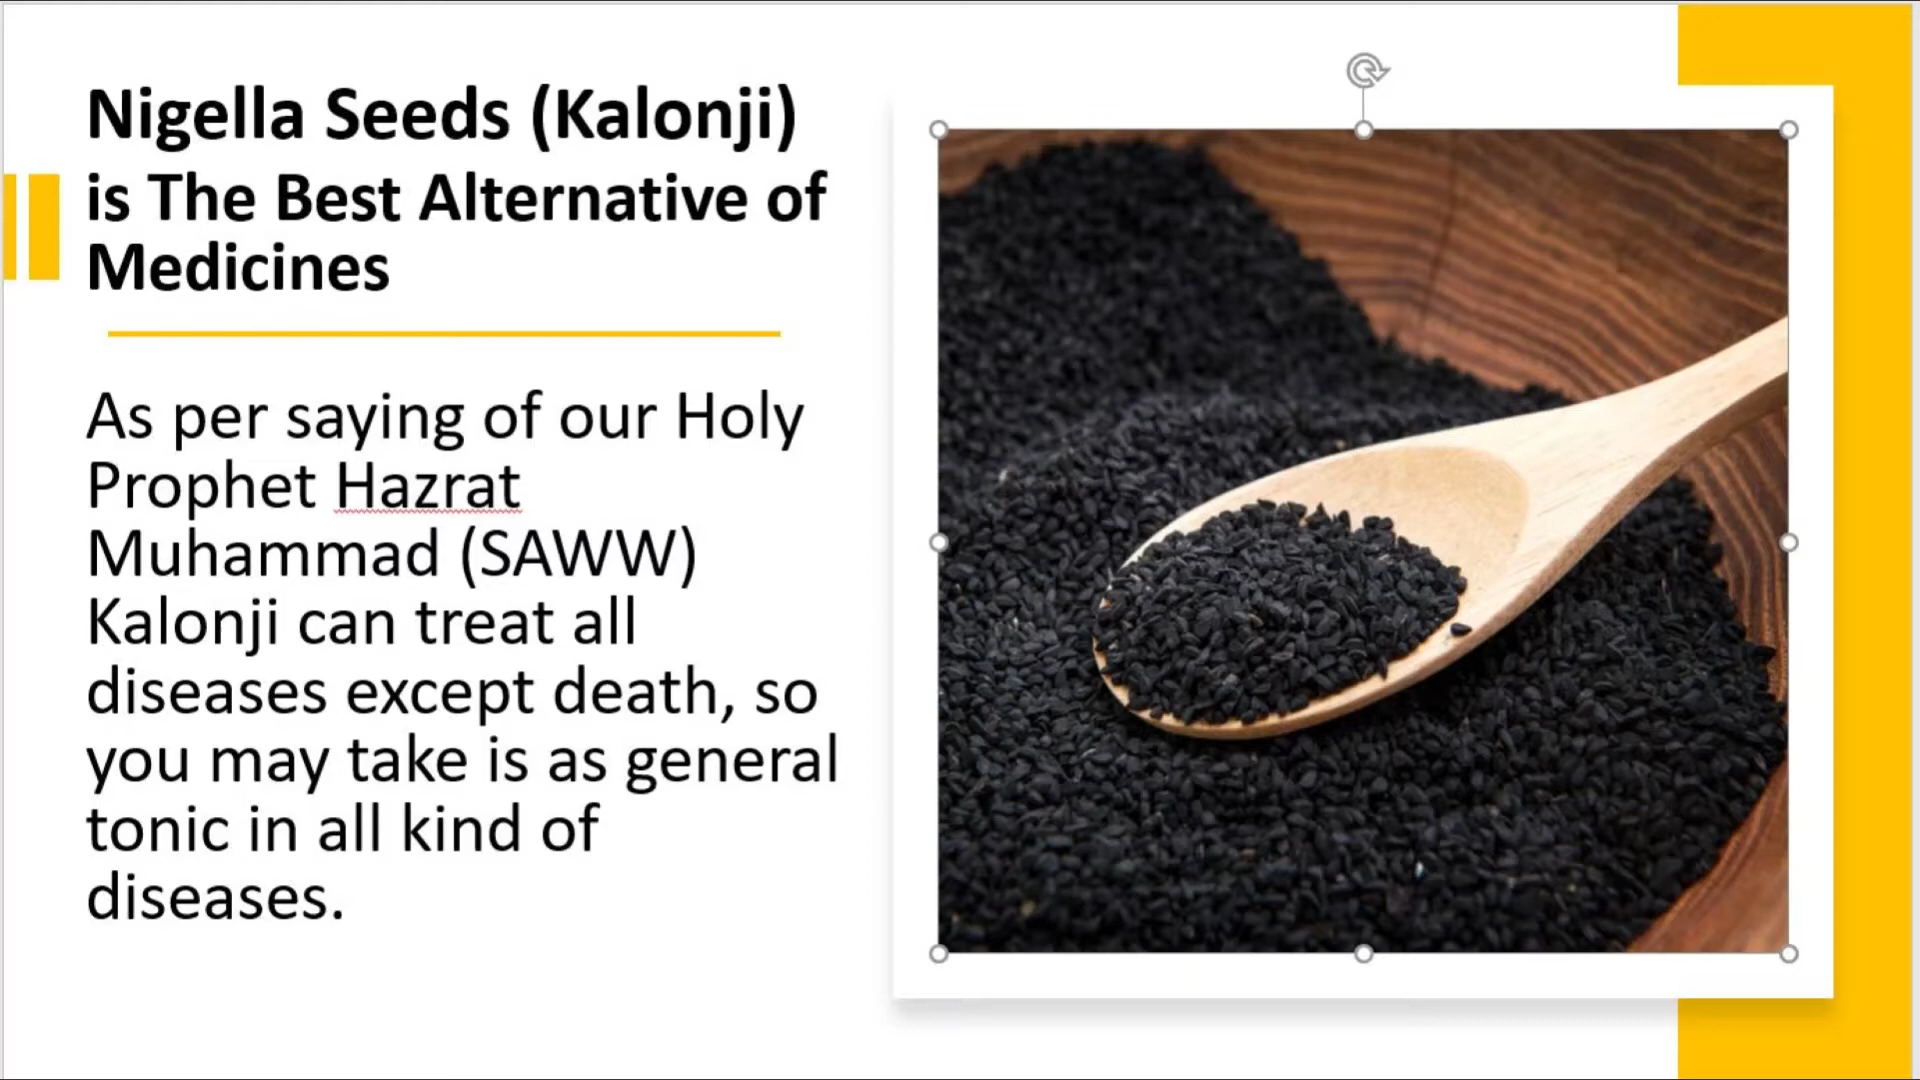 Nigella Seeds (Kalonji)
is The Best Alternative of
Medicines
As per saying of our Holy
Prophet Hazrat
Muhammad (SAWW)
Kalonji can treat all
diseases except death, so
you may take is as general
tonic in all kind of
diseases.